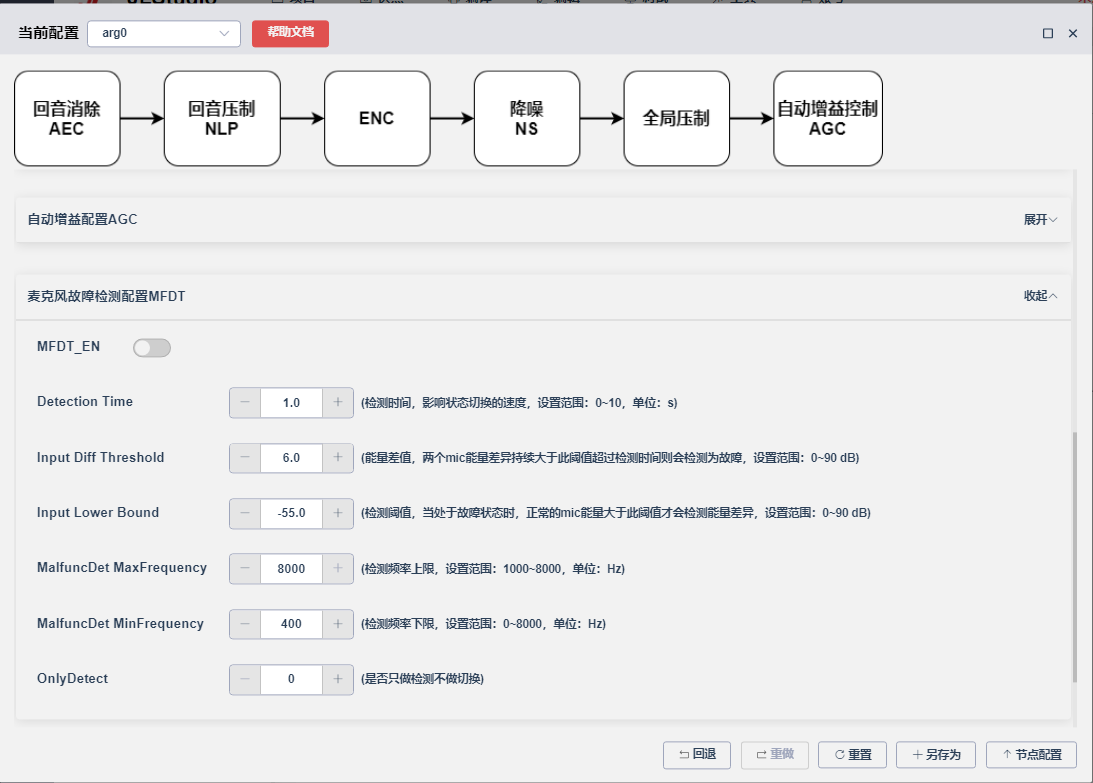 当前配置 arg0 帮助文档
回音消除
AEC
回音压制
NLP
ENC
降噪
NS
全局压制
自动增益控制
AGC
自动增益配置AGC 展开
麦克风故障检测配置MFDT 收起
MFDT_EN
Detection Time 1.0 (检测时间，影响状态切换的速度，设置范围：0~10，单位：s)
Input Diff Threshold 6.0 (能量差值，两个mic能量差异持续大于此阈值超过检测时间则会检测为故障，设置范围：0~90 dB)
Input Lower Bound -55.0 (检测阈值，当处于故障状态时，正常的mic能量大于此阈值才会检测能量差异，设置范围：0~90 dB)
MalfuncDet MaxFrequency 8000 (检测频率上限，设置范围：1000~8000，单位：Hz)
MalfuncDet MinFrequency 400 (检测频率下限，设置范围：0~8000，单位：Hz)
OnlyDetect 0 (是否只做检测不做切换)
回退 重做 重置 另存为 节点配置